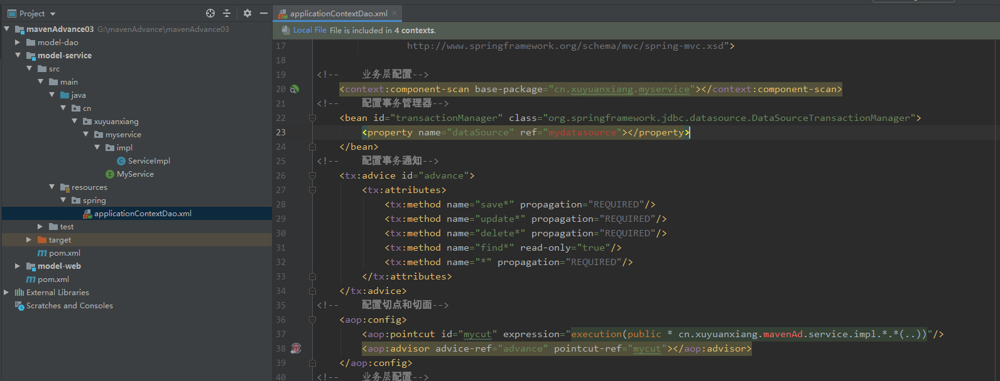 Project
applicationContextDao.xml
mavenAdvance03 G:\mavenAdvance\mavenAdvance03
model-dao
model-service
src
main
java
cn
xuyuanxiang
myservice
impl
ServiceImpl
MyService
resources
spring
applicationContextDao.xml
test
target
pom.xml
model-web
pom.xml
External Libraries
Scratches and Consoles
Local File File is included in 4 contexts.
17 http://www.springframework.org/schema/mvc/spring-mvc.xsd">
18
19 <!-- 业务层配置-->
20 <context:component-scan base-package="cn.xuyuanxiang.myservice"></context:component-scan>
21 <!-- 配置事务管理器-->
22 <bean id="transactionManager" class="org.springframework.jdbc.datasource.DataSourceTransactionManager">
23 <property name="dataSource" ref="mydatasource"></property>
24 </bean>
25 <!-- 配置事务通知-->
26 <tx:advice id="advance">
27 <tx:attributes>
28 <tx:method name="save*" propagation="REQUIRED"/>
29 <tx:method name="update*" propagation="REQUIRED"/>
30 <tx:method name="delete*" propagation="REQUIRED"/>
31 <tx:method name="find*" read-only="true"/>
32 <tx:method name="*" propagation="REQUIRED"/>
33 </tx:attributes>
34 </tx:advice>
35 <!-- 配置切点和切面-->
36 <aop:config>
37 <aop:pointcut id="mycut" expression="execution(public * cn.xuyuanxiang.mavenAd.service.impl.*.*(..))"/>
38 <aop:advisor advice-ref="advance" pointcut-ref="mycut"></aop:advisor>
39 </aop:config>
40 <!-- 业务层配置-->